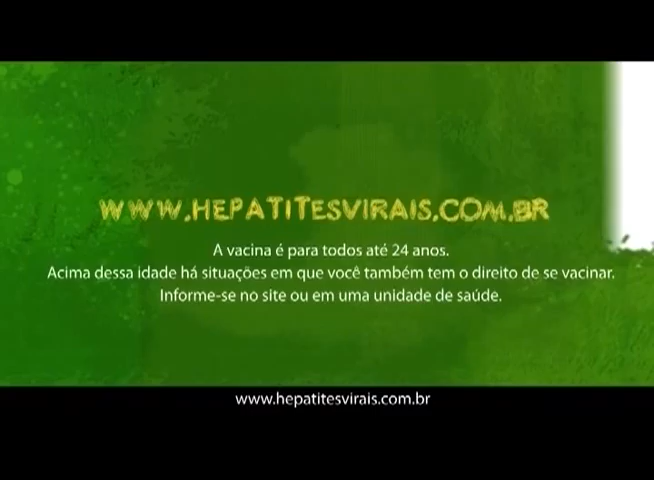 WWW.HEPATITESVIRAIS.COM.BR
A vacina é para todos até 24 anos.
Acima dessa idade há situações em que você também tem o direito de se vacinar.
Informe-se no site ou em uma unidade de saúde.
www.hepatitesvirais.com.br